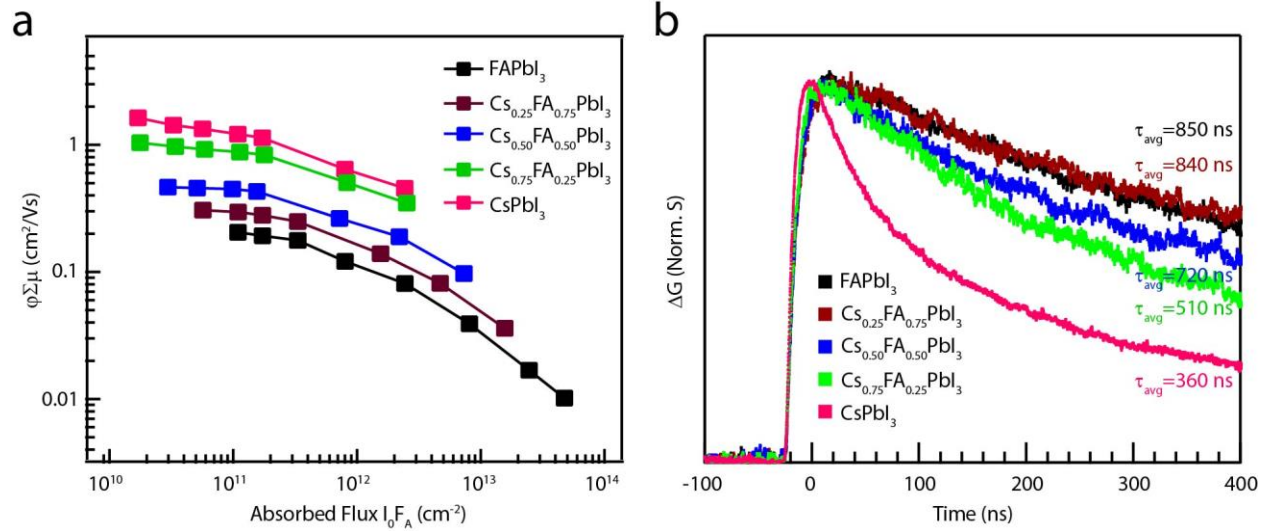 a
φΣμ (cm²/Vs)
1
0.1
0.01
FAPbI₃
Cs₀.₂₅FA₀.₇₅PbI₃
Cs₀.₅₀FA₀.₅₀PbI₃
Cs₀.₇₅FA₀.₂₅PbI₃
CsPbI₃
10¹⁰ 10¹¹ 10¹² 10¹³ 10¹⁴
Absorbed Flux I₀F_A (cm⁻²)
b
ΔG (Norm. S)
τ_avg=850 ns
τ_avg=840 ns
τ_avg=720 ns
τ_avg=510 ns
τ_avg=360 ns
FAPbI₃
Cs₀.₂₅FA₀.₇₅PbI₃
Cs₀.₅₀FA₀.₅₀PbI₃
Cs₀.₇₅FA₀.₂₅PbI₃
CsPbI₃
-100 0 100 200 300 400
Time (ns)